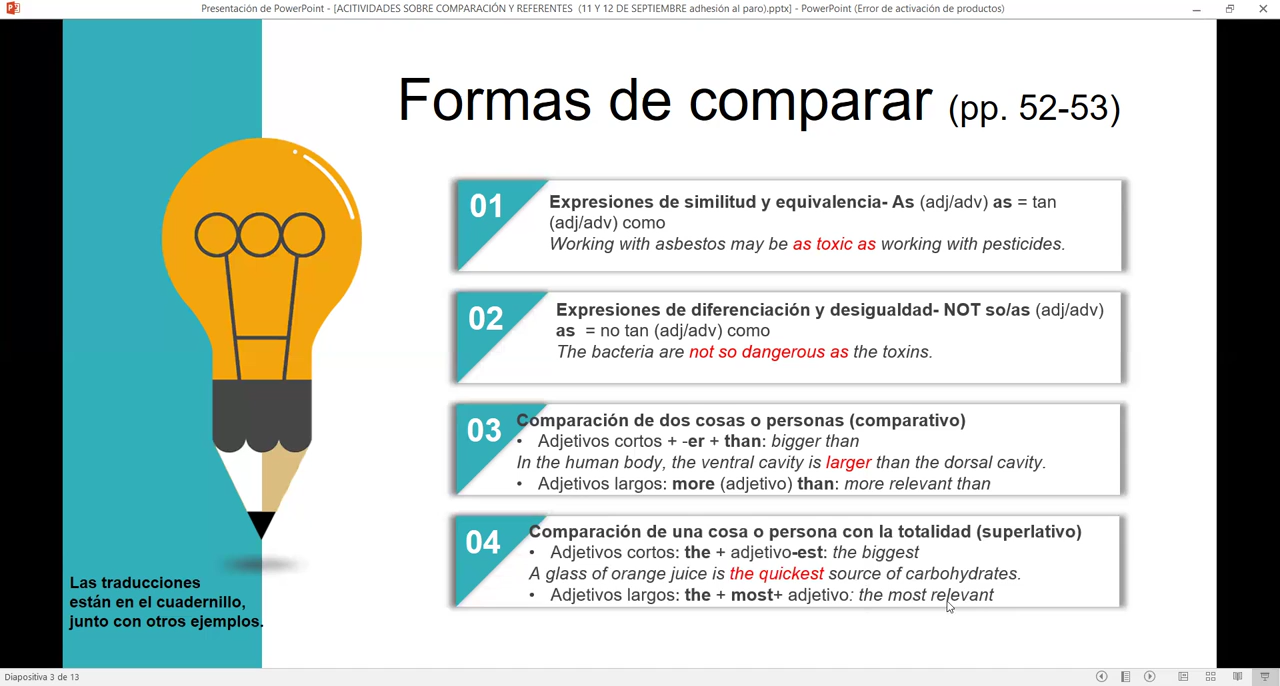 Presentación de PowerPoint - [ACITIVIDADES SOBRE COMPARACIÓN Y REFERENTES (11 Y 12 DE SEPTIEMBRE adhesión al paro).pptx] - PowerPoint (Error de activación de productos)
Formas de comparar (pp. 52-53)
01
Expresiones de similitud y equivalencia- As (adj/adv) as = tan
(adj/adv) como
Working with asbestos may be as toxic as working with pesticides.
02
Expresiones de diferenciación y desigualdad- NOT so/as (adj/adv)
as = no tan (adj/adv) como
The bacteria are not so dangerous as the toxins.
03
Comparación de dos cosas o personas (comparativo)
• Adjetivos cortos + -er + than: bigger than
In the human body, the ventral cavity is larger than the dorsal cavity.
• Adjetivos largos: more (adjetivo) than: more relevant than
04
Comparación de una cosa o persona con la totalidad (superlativo)
• Adjetivos cortos: the + adjetivo-est: the biggest
A glass of orange juice is the quickest source of carbohydrates.
• Adjetivos largos: the + most+ adjetivo: the most relevant
Las traducciones
están en el cuadernillo,
junto con otros ejemplos.
Diapositiva 3 de 13